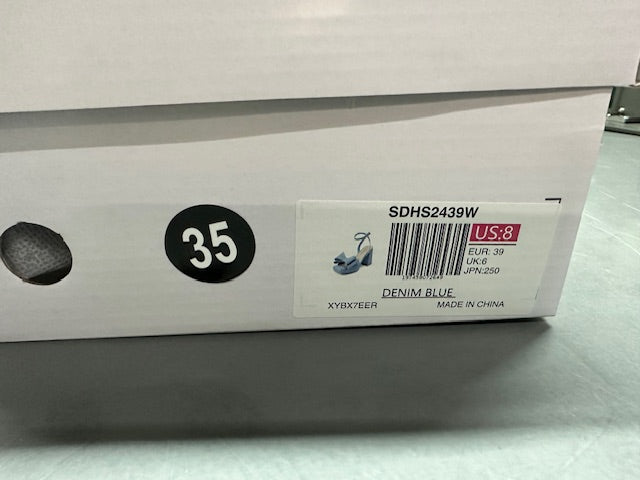 35
SDHS2439W
US:8
EUR: 39
UK:6
JPN:250
DENIM BLUE
XYBX7EER
MADE IN CHINA